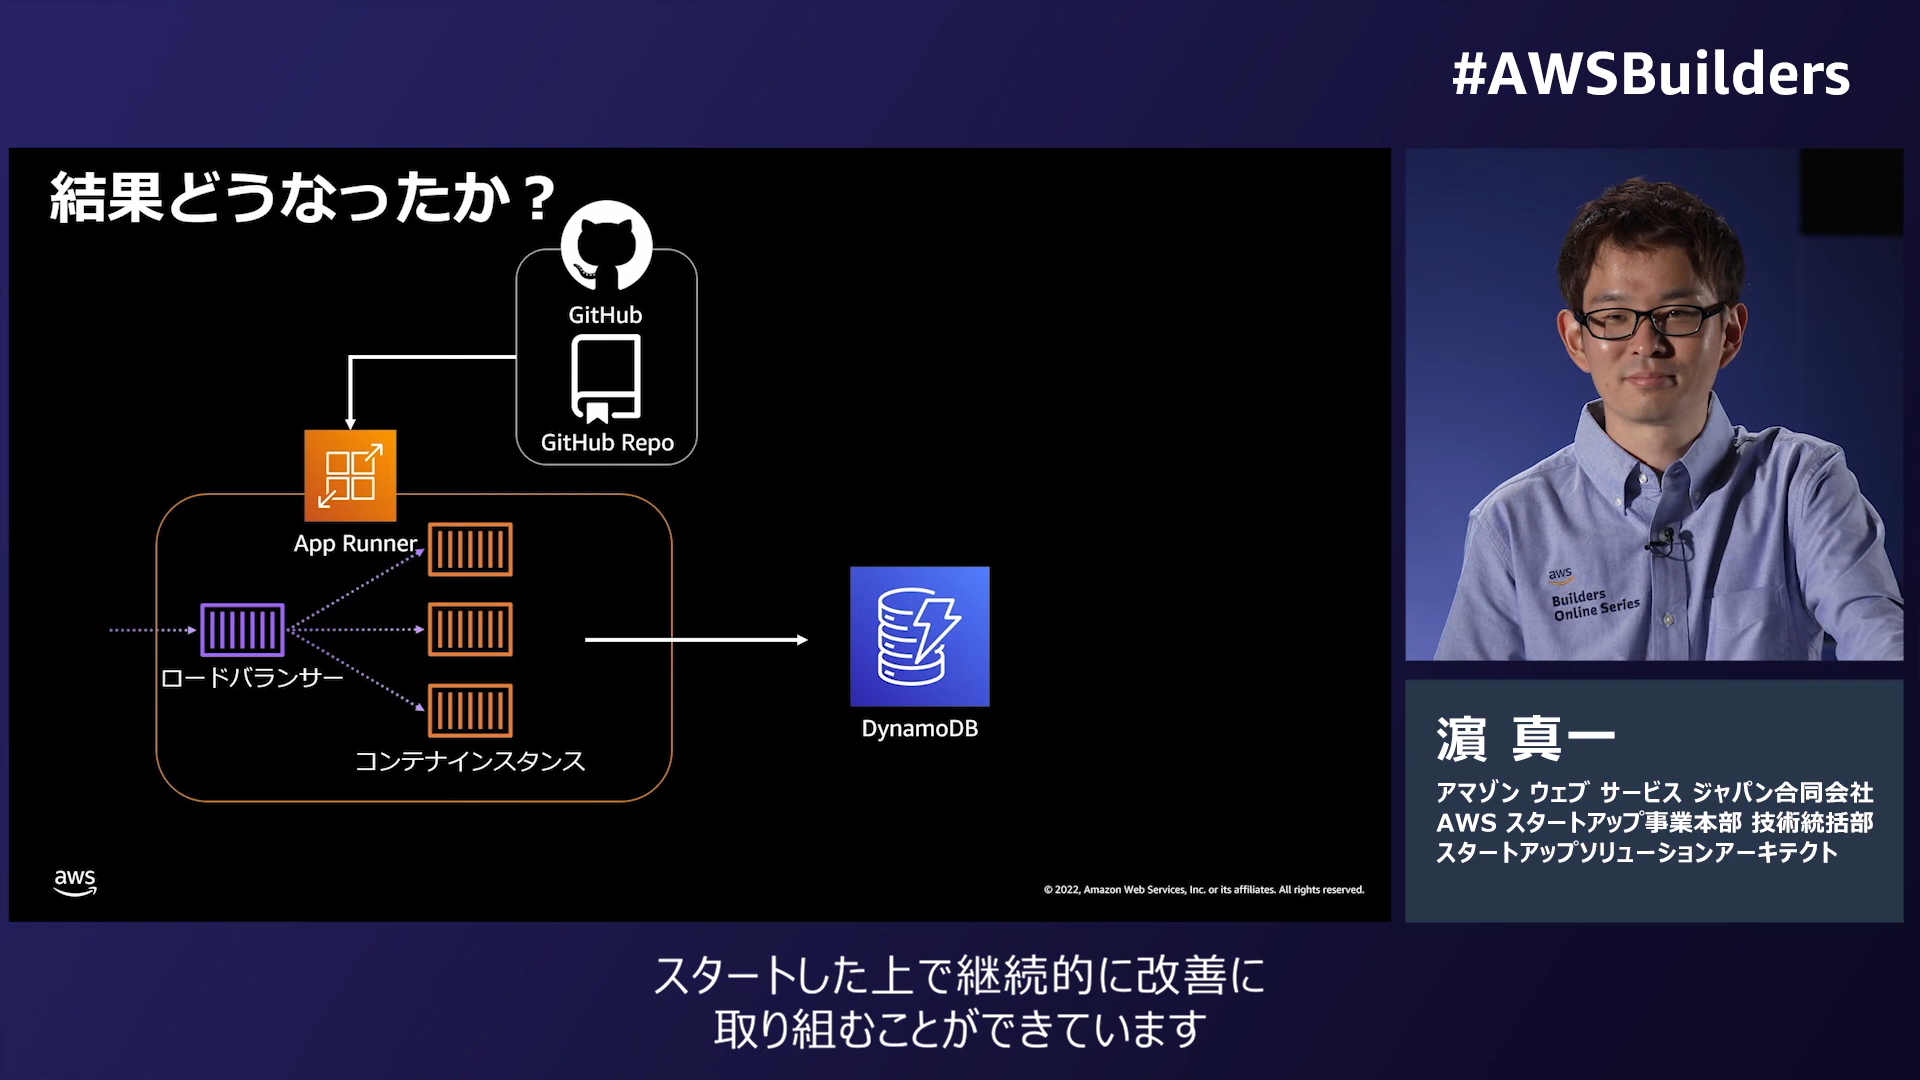 #AWSBuilders
結果どうなったか？
GitHub
GitHub Repo
App Runner
ロードバランサー
コンテナインスタンス
DynamoDB
aws
© 2022, Amazon Web Services, Inc. or its affiliates. All rights reserved.
aws
Builders
Online Series
濵 真一
アマゾン ウェブ サービス ジャパン合同会社
AWS スタートアップ事業本部 技術統括部
スタートアップソリューションアーキテクト
スタートした上で継続的に改善に
取り組むことができています